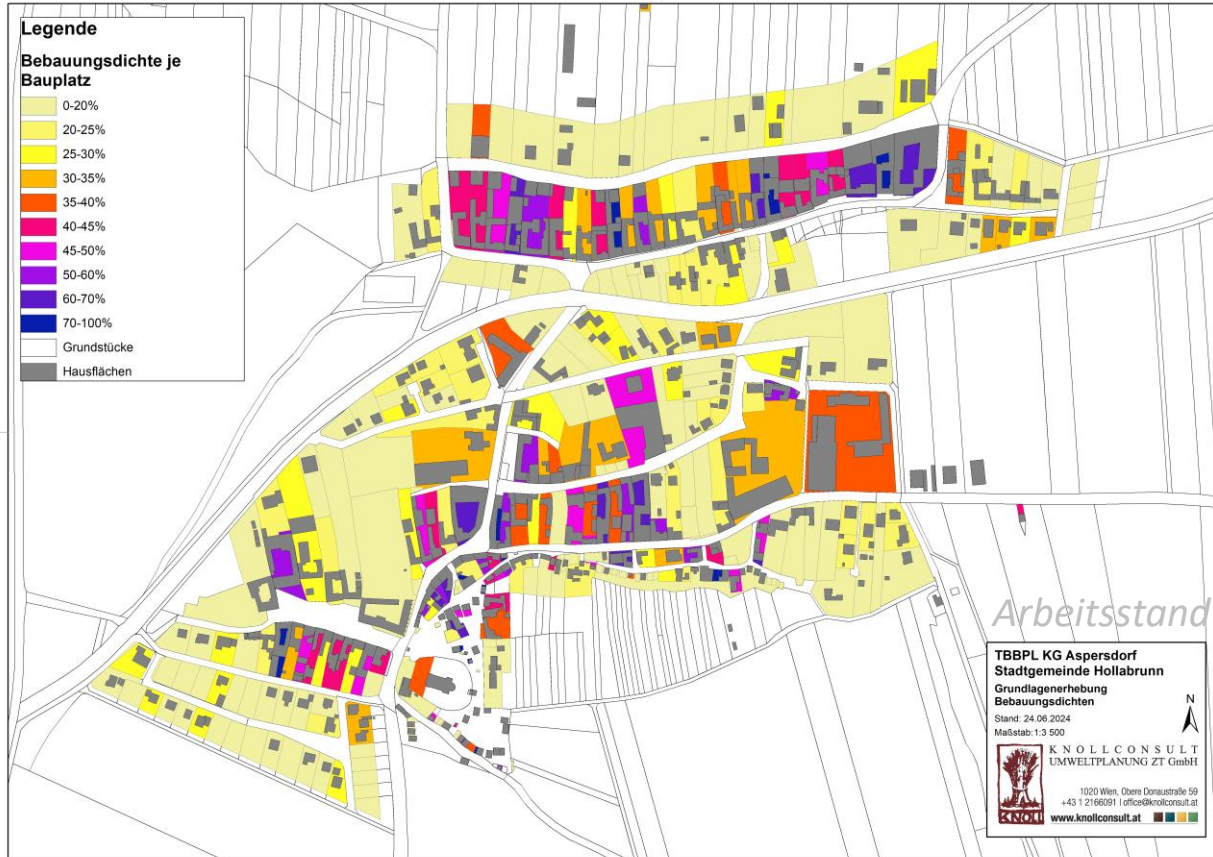 Legende
Bebauungsdichte je
Bauplatz
0-20%
20-25%
25-30%
30-35%
35-40%
40-45%
45-50%
50-60%
60-70%
70-100%
Grundstücke
Hausflächen
Arbeitsstand
TBBPL KG Aspersdorf
Stadtgemeinde Hollabrunn
Grundlagenerhebung
Bebauungsdichten
Stand: 24.06.2024
Maßstab:1:3 500
N
KNOLLCONSULT
UMWELTPLANUNG ZT GmbH
1020 Wien, Obere Donaustraße 59
+43 1 2166091 | office@knollconsult.at
KNOLL
www.knollconsult.at